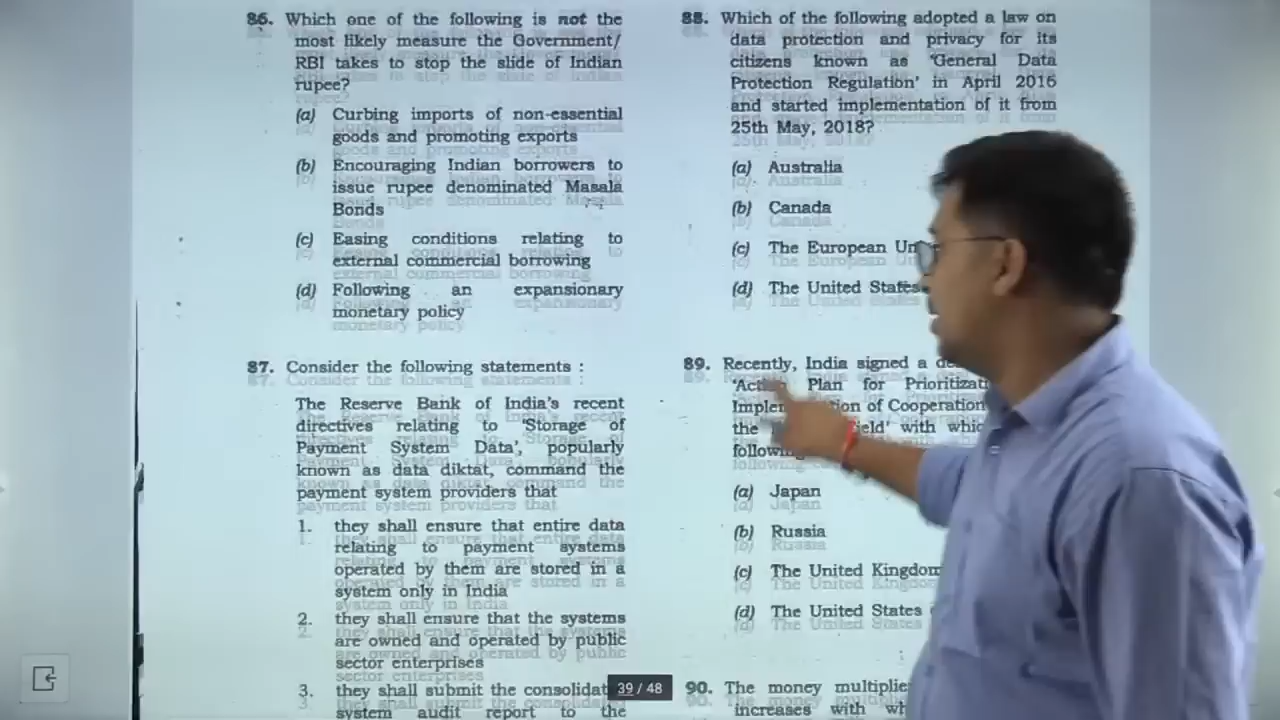 86. Which one of the following is not the
most likely measure the Government/
RBI takes to stop the slide of Indian
rupee?
(a) Curbing imports of non-essential
goods and promoting exports
(b) Encouraging Indian borrowers to
issue rupee denominated Masala
Bonds
(c) Easing conditions relating to
external commercial borrowing
(d) Following an expansionary
monetary policy
87. Consider the following statements :
The Reserve Bank of India's recent
directives relating to 'Storage of
Payment System Data', popularly
known as data diktat, command the
payment system providers that
1. they shall ensure that entire data
relating to payment systems
operated by them are stored in a
system only in India
2. they shall ensure that the systems
are owned and operated by public
sector enterprises
3. they shall submit the consolidat
system audit report to the
88. Which of the following adopted a law on
data protection and privacy for its
citizens known as 'General Data
Protection Regulation' in April 2016
and started implementation of it from
25th May, 2018?
(a) Australia
(b) Canada
(c) The European Un
(d) The United States
89. Recently, India signed a
Plan for
of Cooperation
the with
(a) Japan
(b) Russia
(c) The United Kingdom
(d) The United States
90. The money multiplie
increases with
39 / 48